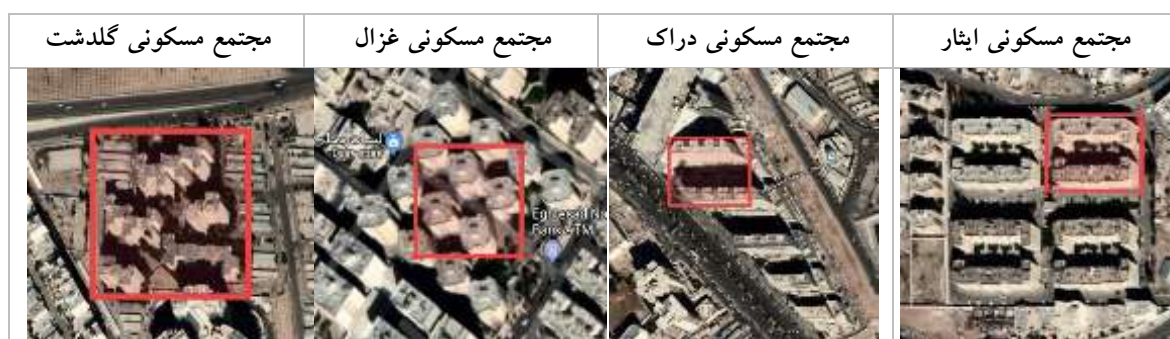 مجتمع مسکونی ایثار
مجتمع مسکونی دراک
مجتمع مسکونی غزال
مجتمع مسکونی گلدشت